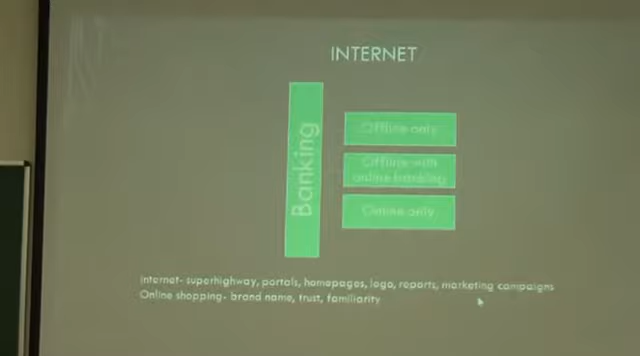 INTERNET
Banking
Offline only
Offline with
online banking
Online only
Internet- superhighway, portals, homepages, logo, reports, marketing campaigns
Online shopping- brand name, trust, familiarity